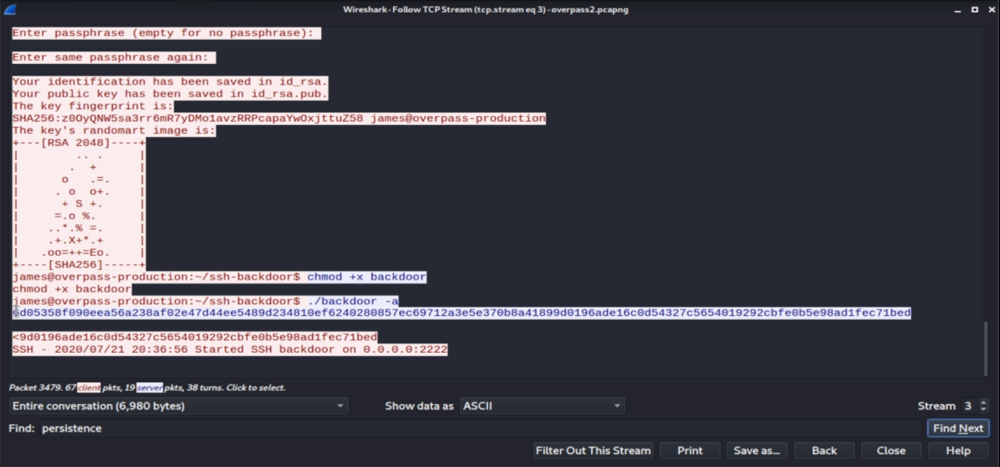 Wireshark · Follow TCP Stream (tcp.stream eq 3) · overpass2.pcapng
Enter passphrase (empty for no passphrase):
Enter same passphrase again:
Your identification has been saved in id_rsa.
Your public key has been saved in id_rsa.pub.
The key fingerprint is:
SHA256:z0OyQNW5sa3rr6mR7yDMo1avzRRPcapaYwOxjttuZ58 james@overpass-production
The key's randomart image is:
+---[RSA 2048]----+
|        .. .     |
|       .  +      |
|      o   .=.    |
|     . o  o+.    |
|      + S +.     |
|     =.o %.      |
|    ..*.% =.     |
|    .+.X+*.+     |
|   .oo=++=Eo.    |
+----[SHA256]-----+
james@overpass-production:~/ssh-backdoor$ chmod +x backdoor
chmod +x backdoor
james@overpass-production:~/ssh-backdoor$ ./backdoor -a
6d05358f090eea56a238af02e47d44ee5489d234810ef6240280857ec69712a3e5e370b8a41899d0196ade16c0d54327c5654019292cbfe0b5e98ad1fec71bed
<9d0196ade16c0d54327c5654019292cbfe0b5e98ad1fec71bed
SSH - 2020/07/21 20:36:56 Started SSH backdoor on 0.0.0.0:2222
Packet 3479. 67 client pkts, 19 server pkts, 38 turns. Click to select.
Entire conversation (6,980 bytes) Show data as ASCII Stream 3
Find: persistence Find Next
Filter Out This Stream Print Save as... Back Close Help